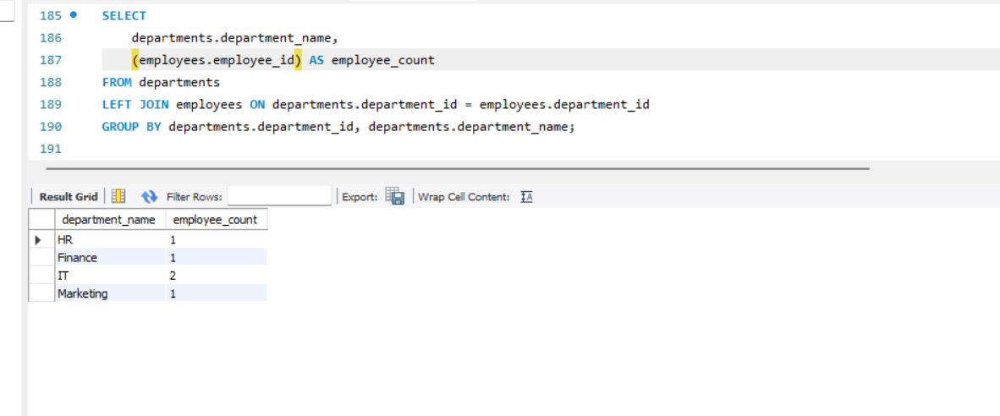 185 SELECT
186 departments.department_name,
187 (employees.employee_id) AS employee_count
188 FROM departments
189 LEFT JOIN employees ON departments.department_id = employees.department_id
190 GROUP BY departments.department_id, departments.department_name;
191
Result Grid Filter Rows: Export: Wrap Cell Content: IA
department_name employee_count
HR 1
Finance 1
IT 2
Marketing 1